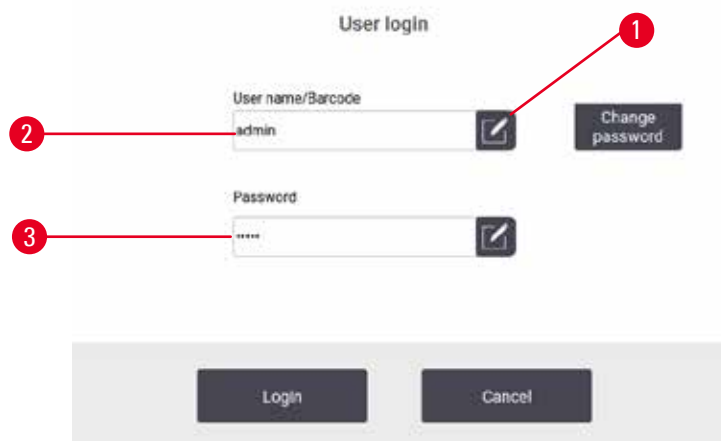 User login
1
User name/Barcode
2
admin
Change
password
Password
3
•••••
Login
Cancel